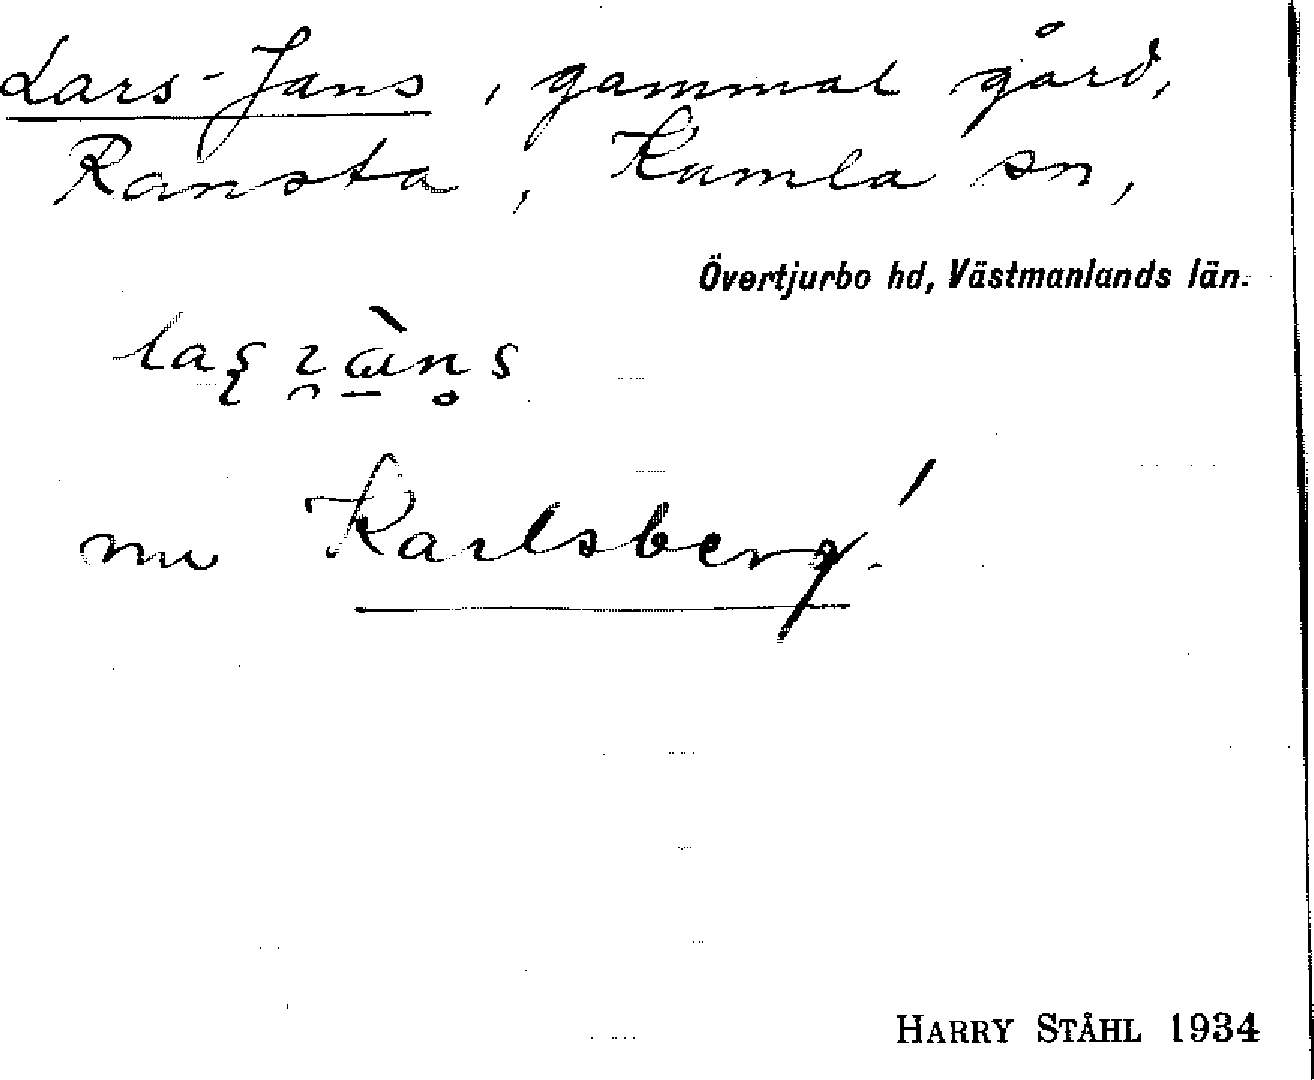 Lars-Jans, gammal gård,
Ransta, Kumla sn,
Övertjurbo hd, Västmanlands län.
nu Karlsberg!
HARRY STÅHL 1934